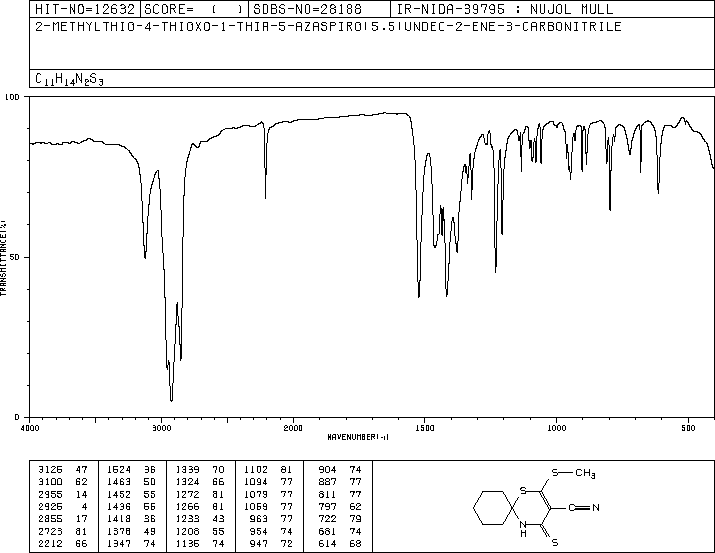 HIT-NO=12632 SCORE= ( ) SDBS-NO=28188 IR-NIDA-39795 : NUJOL MULL
2-METHYLTHIO-4-THIOXO-1-THIA-5-AZASPIRO(5.5)UNDEC-2-ENE-3-CARBONITRILE
C11H14N2S3
100
50
0
TRANSMITTANCE(%)
4000 3000 2000 1500 1000 500
WAVENUMBER(-1)
3125 47 1524 36 1339 70 1102 81 904 74
3100 62 1463 50 1324 66 1094 77 887 77
2955 14 1452 55 1272 81 1079 77 811 77
2925 4 1436 55 1266 81 1059 77 797 62
2855 17 1418 36 1233 43 963 77 722 79
2723 81 1378 49 1208 55 954 74 681 74
2212 66 1347 74 1135 74 947 72 614 68
S CH3
S
C N
N
H
S